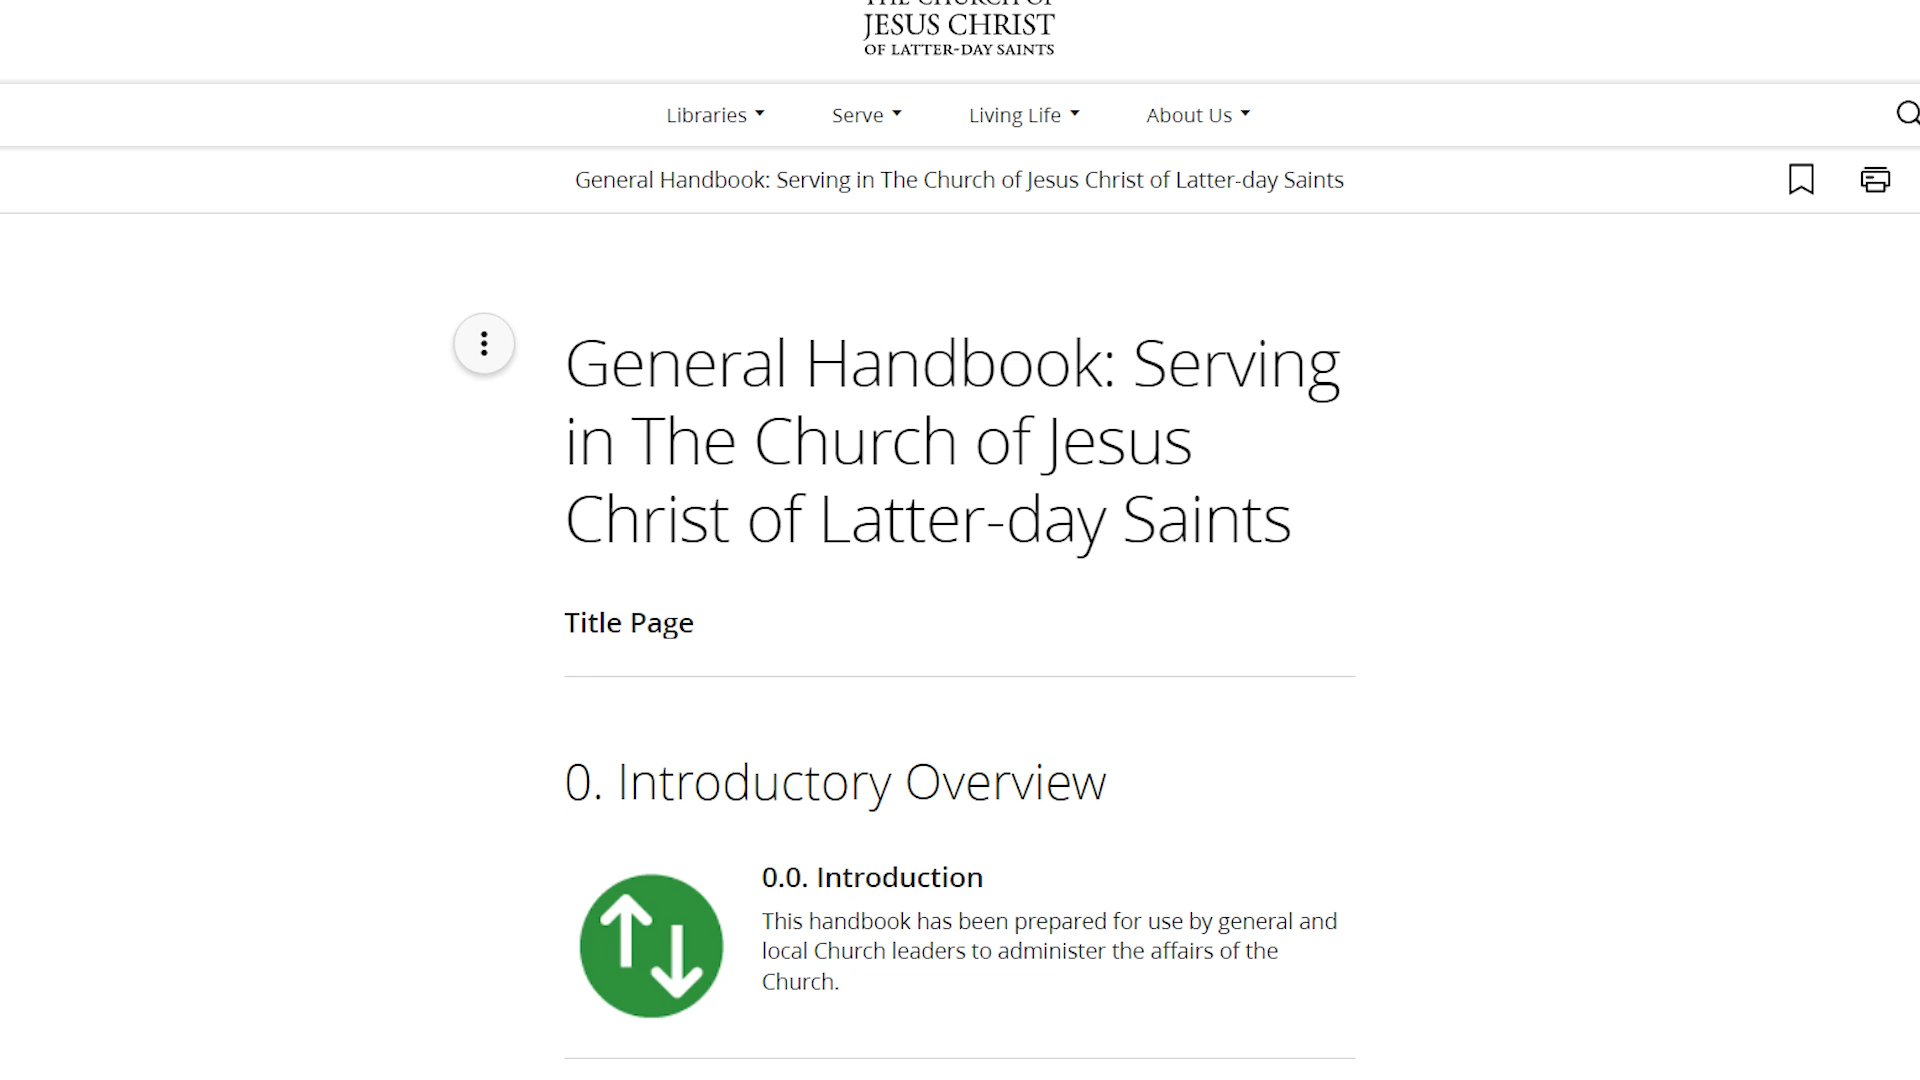 THE CHURCH OF
JESUS CHRIST
OF LATTER-DAY SAINTS
Libraries
Serve
Living Life
About Us
General Handbook: Serving in The Church of Jesus Christ of Latter-day Saints
General Handbook: Serving
in The Church of Jesus
Christ of Latter-day Saints
Title Page
0. Introductory Overview
0.0. Introduction
This handbook has been prepared for use by general and
local Church leaders to administer the affairs of the
Church.